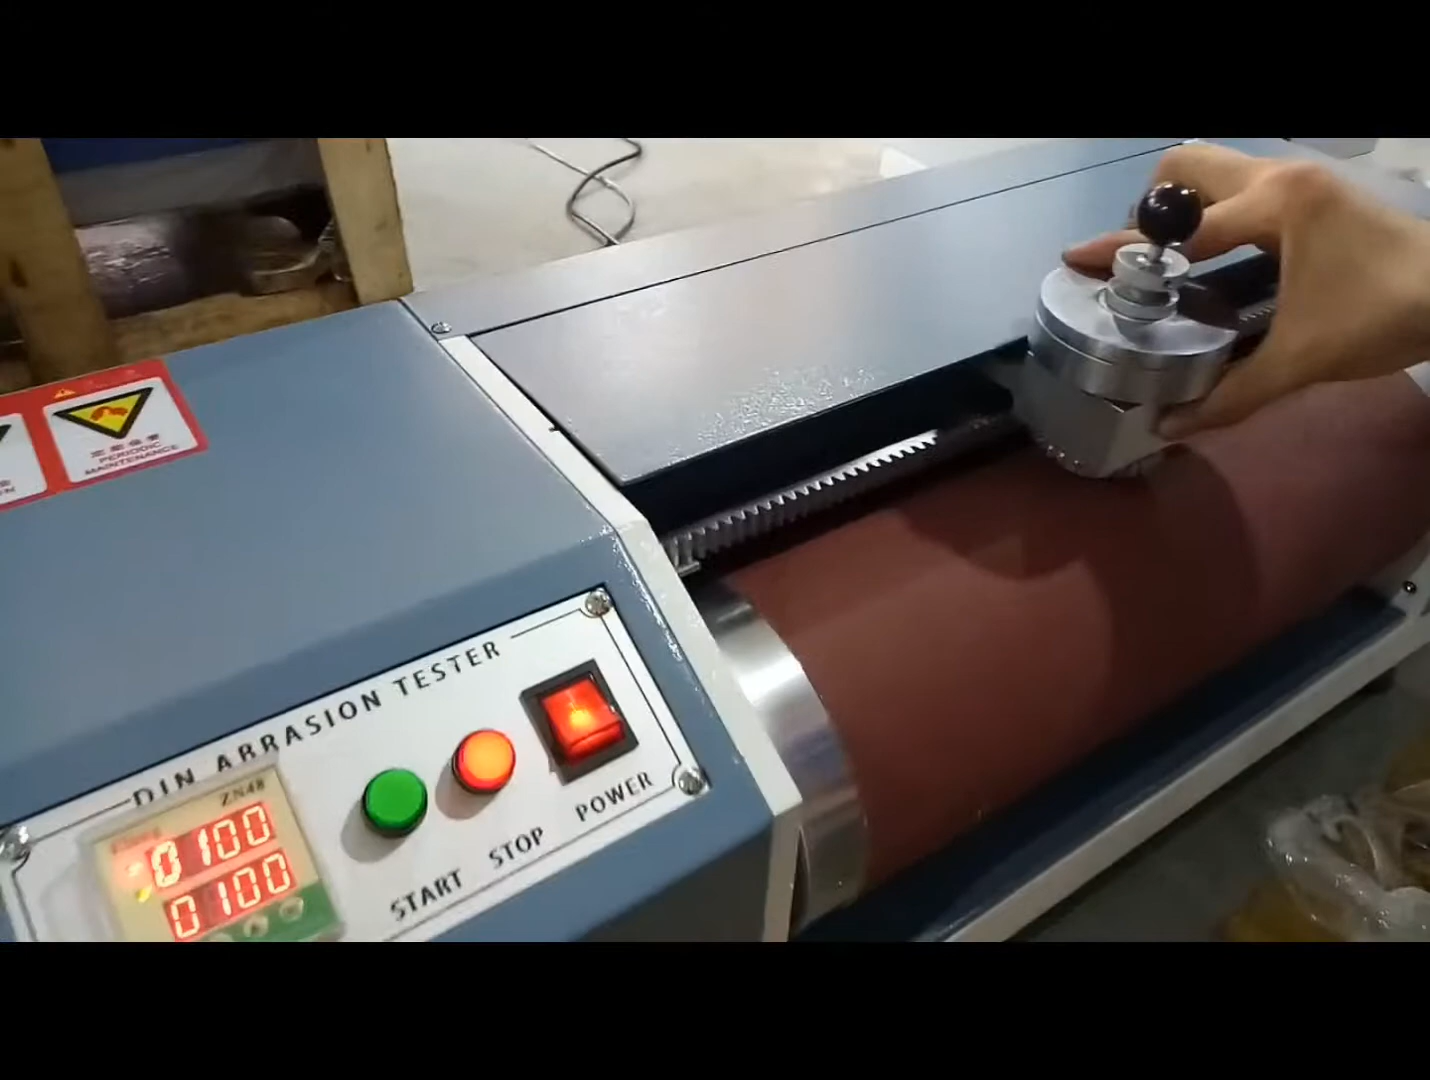 PERIODIC
MAINTENANCE
DIN ABRASION TESTER
ZN48
0100
0100
START
STOP
POWER